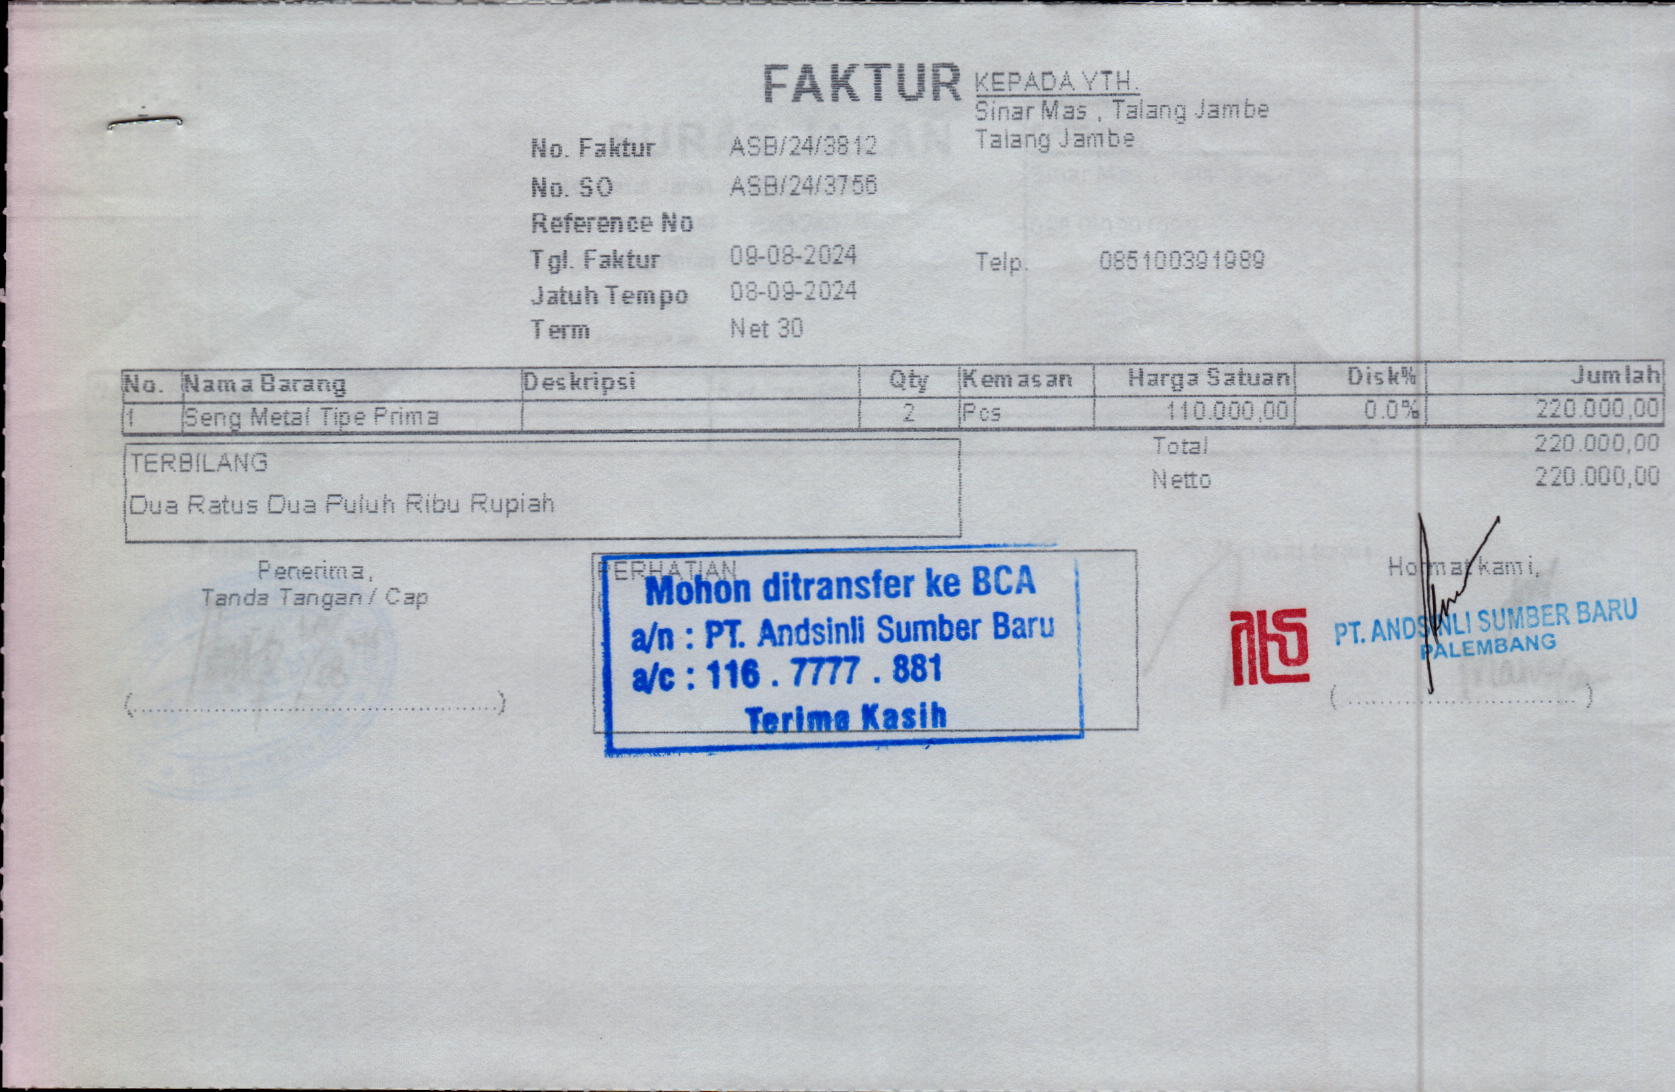 FAKTUR
KEPADA YTH.
Sinar Mas , Talang Jambe
Talang Jambe
No. Faktur ASB/24/3812
No. SO ASB/24/3756
Reference No
Tgl. Faktur 09-08-2024
Telp. 085100391989
Jatuh Tempo 08-09-2024
Term Net 30
No. Nama Barang Deskripsi Qty Kemasan Harga Satuan Disk% Jumlah
1 Seng Metal Tipe Prima 2 Pcs 110.000,00 0.0% 220.000,00
Total 220.000,00
TERBILANG
Netto 220.000,00
Dua Ratus Dua Puluh Ribu Rupiah
Penerima,
Tanda Tangan / Cap
(......................................................)
PERHATIAN
Mohon ditransfer ke BCA
a/n : PT. Andsinli Sumber Baru
a/c : 116 . 7777 . 881
Terima Kasih
Hormat kami,
PT. ANDSINLI SUMBER BARU
PALEMBANG
( .................................. )